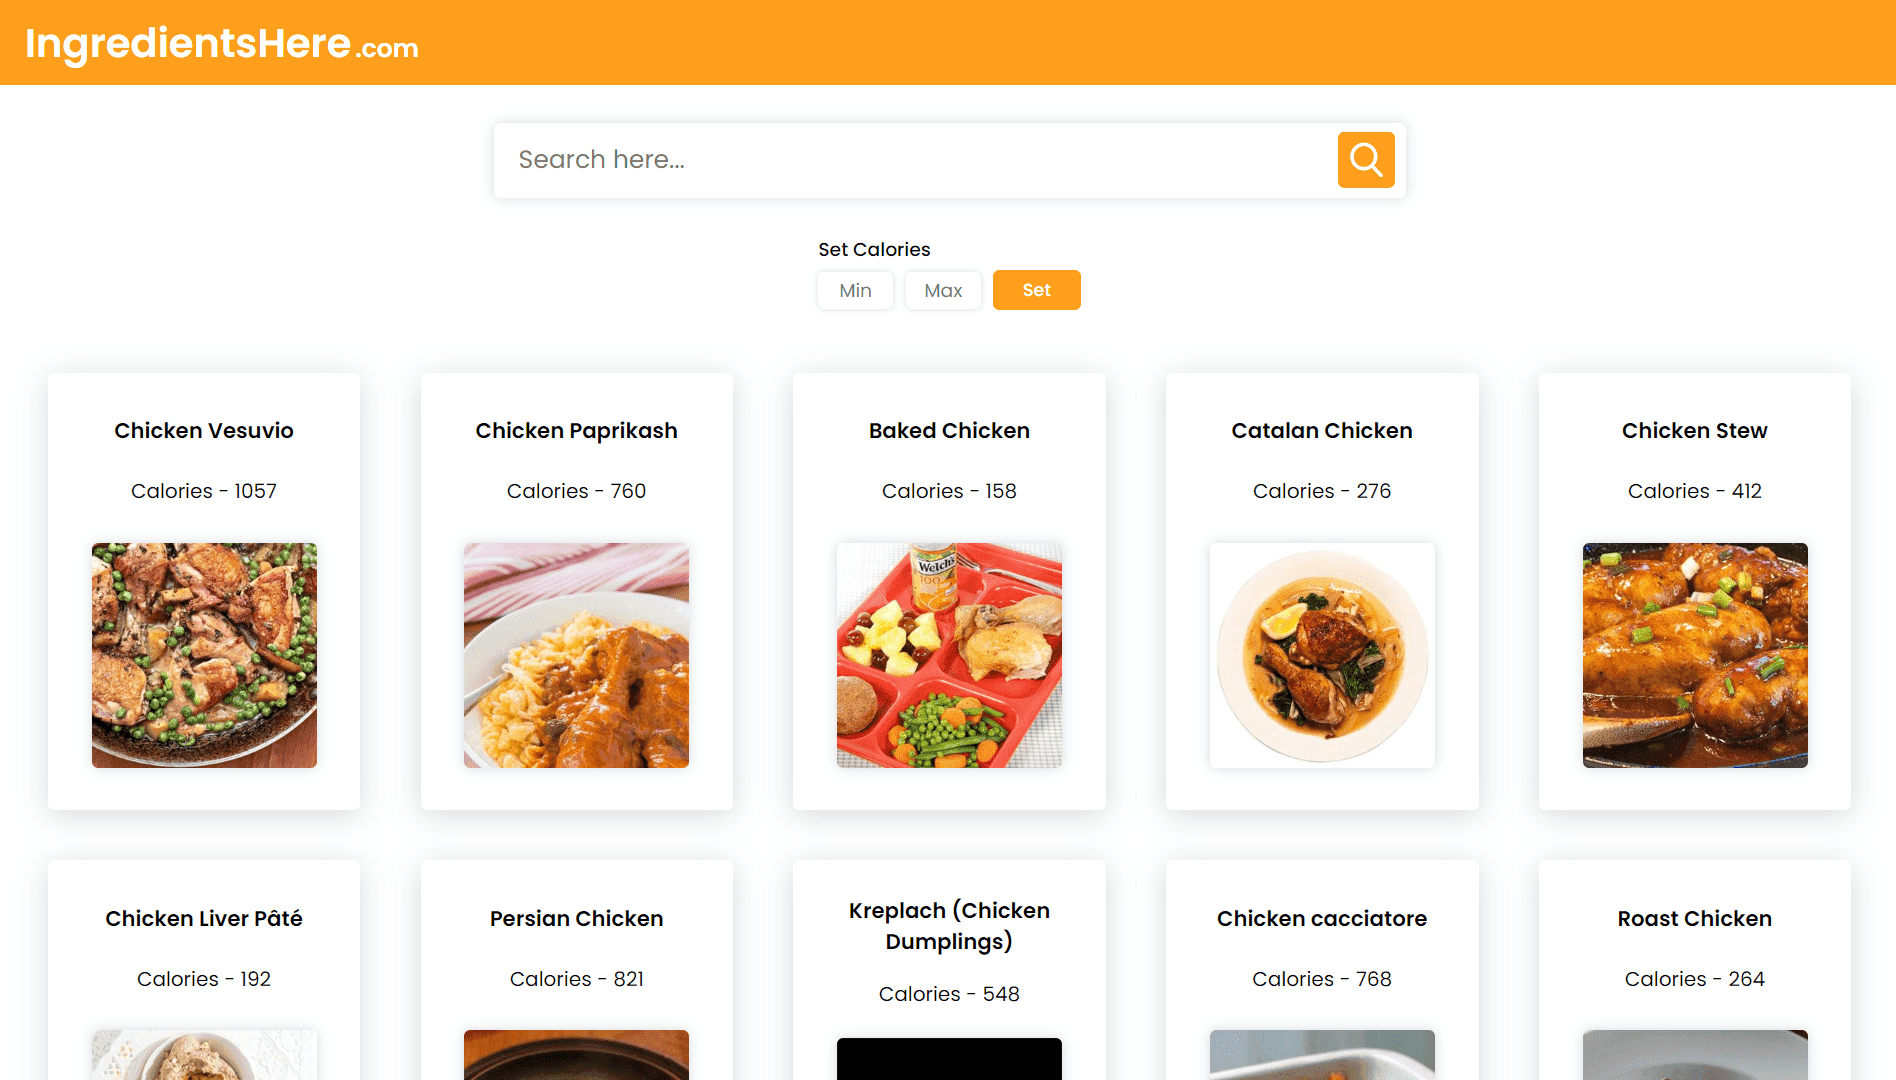 IngredientsHere.com
Search here...
Set Calories
Min Max Set
Chicken Vesuvio
Calories - 1057
Chicken Paprikash
Calories - 760
Baked Chicken
Calories - 158
Welch's
100
Catalan Chicken
Calories - 276
Chicken Stew
Calories - 412
Chicken Liver Pâté
Calories - 192
Persian Chicken
Calories - 821
Kreplach (Chicken
Dumplings)
Calories - 548
Chicken cacciatore
Calories - 768
Roast Chicken
Calories - 264